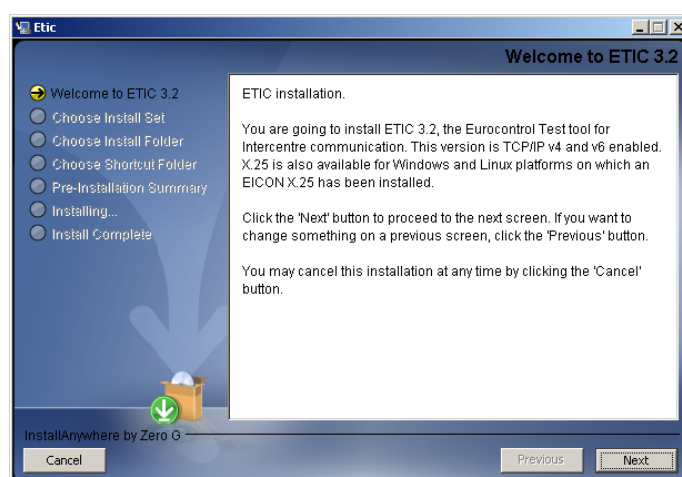 Etic
Welcome to ETIC 3.2
Welcome to ETIC 3.2
Choose Install Set
Choose Install Folder
Choose Shortcut Folder
Pre-Installation Summary
Installing...
Install Complete
ETIC installation.
You are going to install ETIC 3.2, the Eurocontrol Test tool for
Intercentre communication. This version is TCP/IP v4 and v6 enabled.
X.25 is also available for Windows and Linux platforms on which an
EICON X.25 has been installed.
Click the 'Next' button to proceed to the next screen. If you want to
change something on a previous screen, click the 'Previous' button.
You may cancel this installation at any time by clicking the 'Cancel'
button.
InstallAnywhere by Zero G
Cancel
Previous
Next